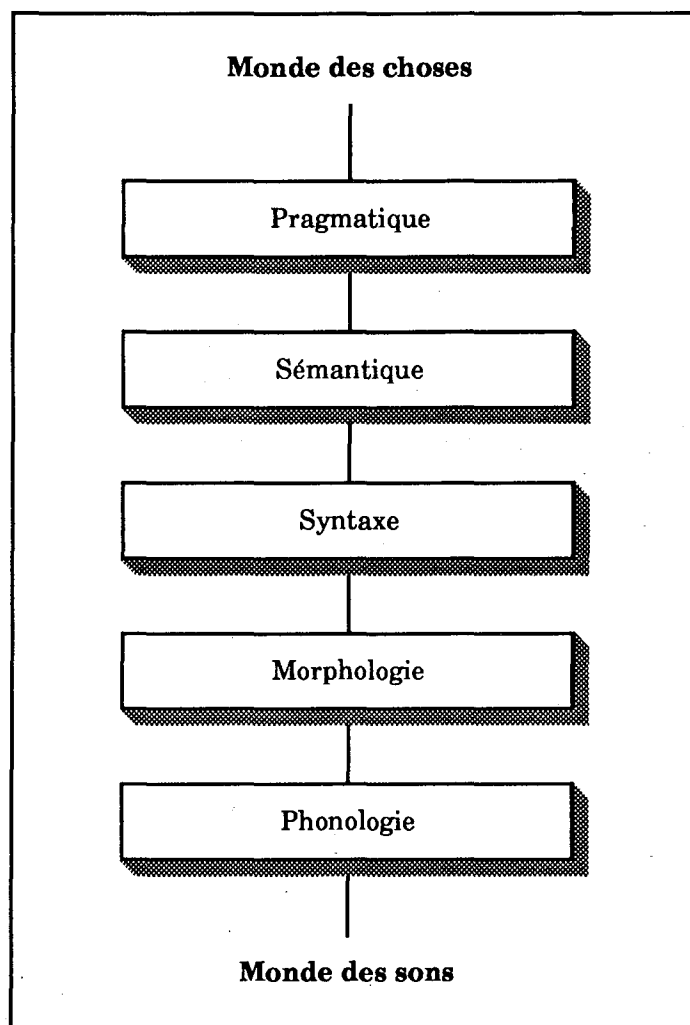 Monde des choses
Pragmatique
Sémantique
Syntaxe
Morphologie
Phonologie
Monde des sons